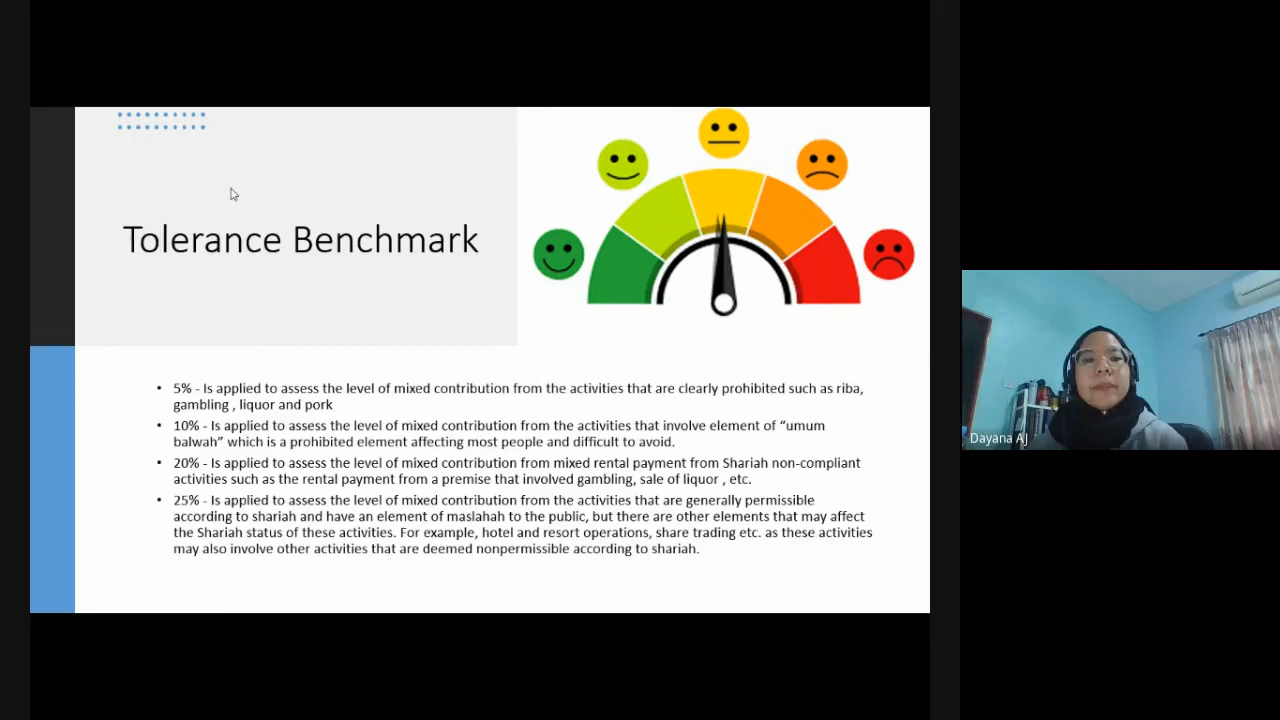 Tolerance Benchmark
• 5% - Is applied to assess the level of mixed contribution from the activities that are clearly prohibited such as riba,
gambling , liquor and pork
• 10% - Is applied to assess the level of mixed contribution from the activities that involve element of “umum
balwah” which is a prohibited element affecting most people and difficult to avoid.
• 20% - Is applied to assess the level of mixed contribution from mixed rental payment from Shariah non-compliant
activities such as the rental payment from a premise that involved gambling, sale of liquor , etc.
• 25% - Is applied to assess the level of mixed contribution from the activities that are generally permissible
according to shariah and have an element of maslahah to the public, but there are other elements that may affect
the Shariah status of these activities. For example, hotel and resort operations, share trading etc. as these activities
may also involve other activities that are deemed nonpermissible according to shariah.
Dayana AJ